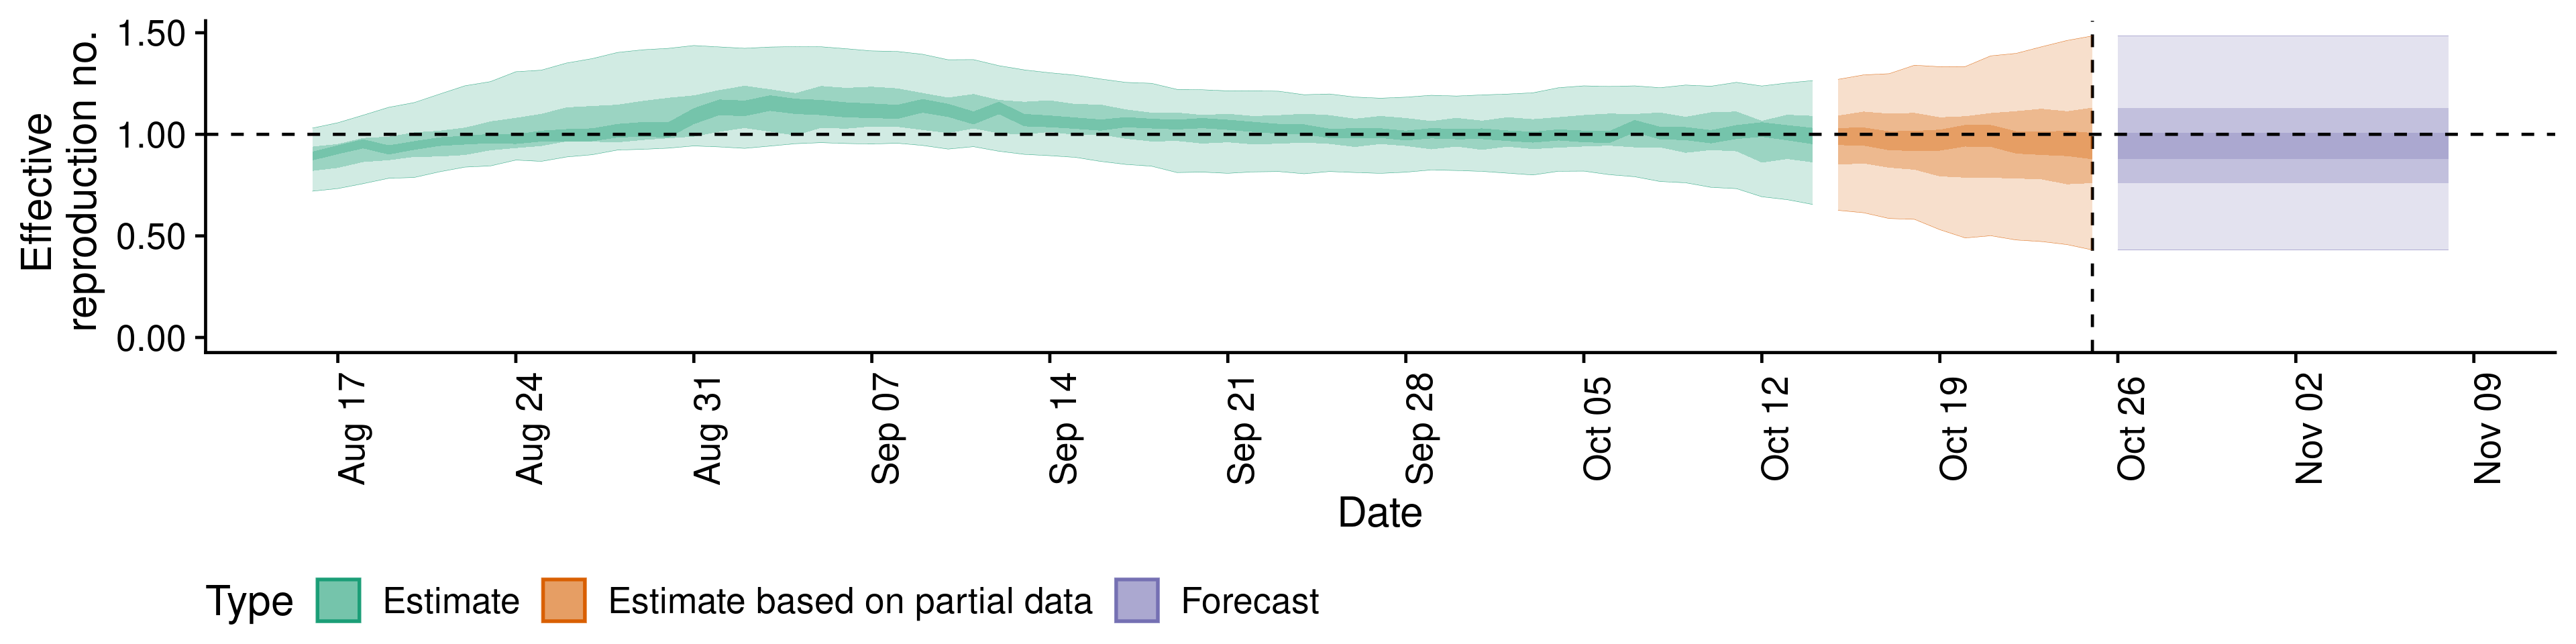 Effective
reproduction no.
1.50
1.00
0.50
0.00
Aug 17
Aug 24
Aug 31
Sep 07
Sep 14
Sep 21
Sep 28
Oct 05
Oct 12
Oct 19
Oct 26
Nov 02
Nov 09
Date
Type Estimate Estimate based on partial data Forecast